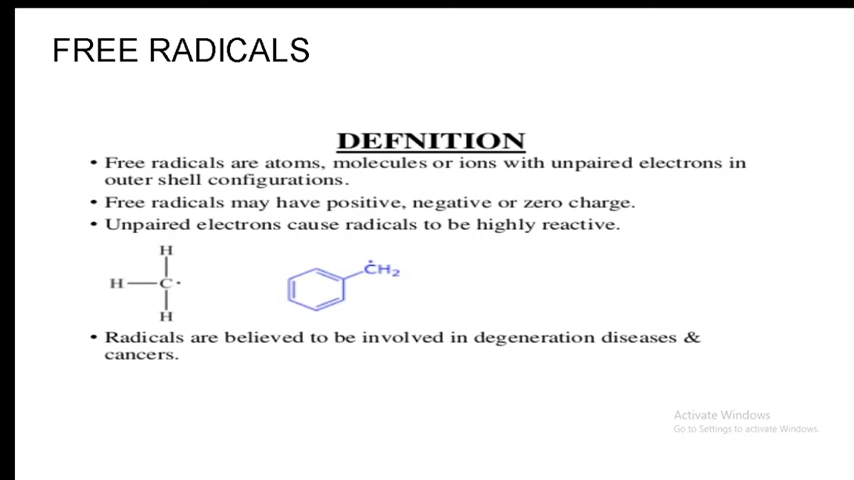 FREE RADICALS
DEFNITION
• Free radicals are atoms, molecules or ions with unpaired electrons in
outer shell configurations.
• Free radicals may have positive, negative or zero charge.
• Unpaired electrons cause radicals to be highly reactive.
H
H—C·
H
ĊH₂
• Radicals are believed to be involved in degeneration diseases &
cancers.
Activate Windows
Go to Settings to activate Windows.